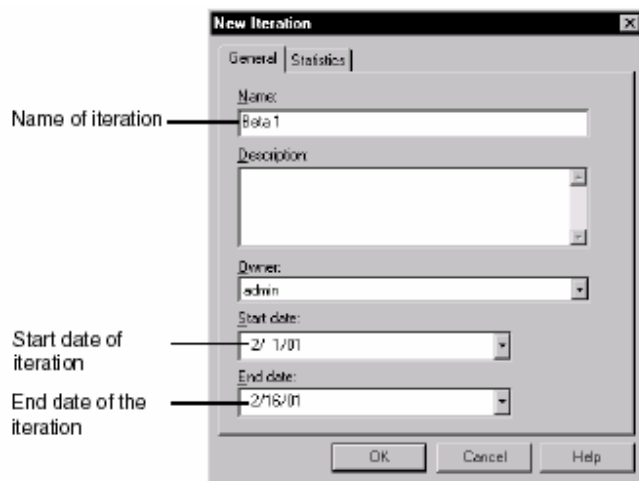 New Iteration
General Statistics
Name:
Name of iteration
Beta 1
Description:
Owner:
admin
Start date:
Start date of
iteration
2/ 1/01
End date:
End date of the
iteration
2/16/01
OK Cancel Help